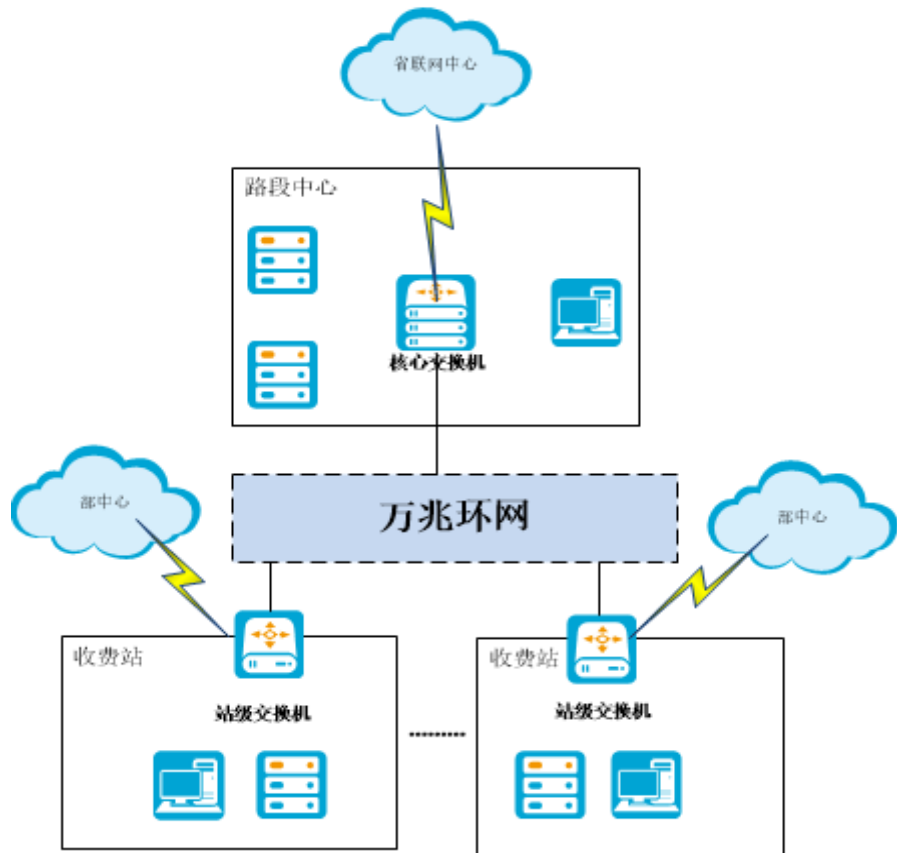 省联网中心
路段中心
核心交换机
万兆环网
部中心
部中心
收费站
收费站
站级交换机
站级交换机